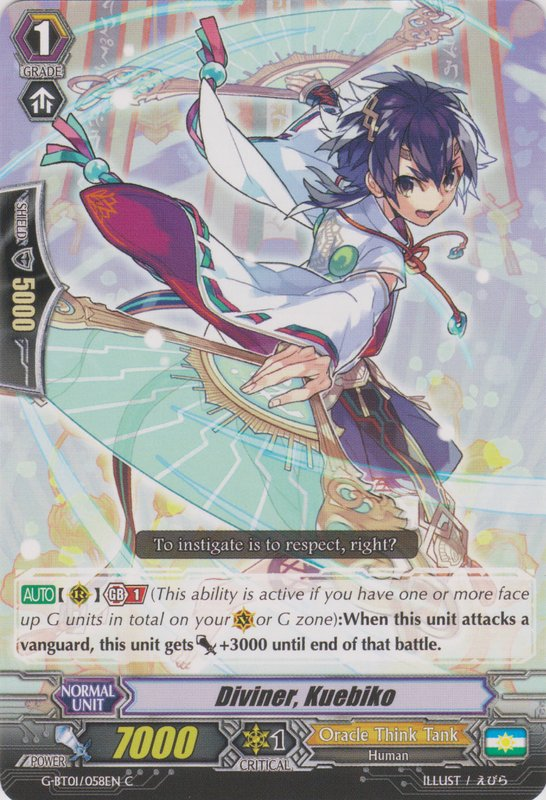 1
GRADE
SHIELD
5000
To instigate is to respect, right?
AUTO 【 R 】 GB 1 (This ability is active if you have one or more face
up G units in total on your V or G zone):When this unit attacks a
vanguard, this unit gets +3000 until end of that battle.
NORMAL
UNIT
Diviner, Kuebiko
POWER
7000
1
CRITICAL
Oracle Think Tank
Human
G-BT01/058EN C
ILLUST / えびら